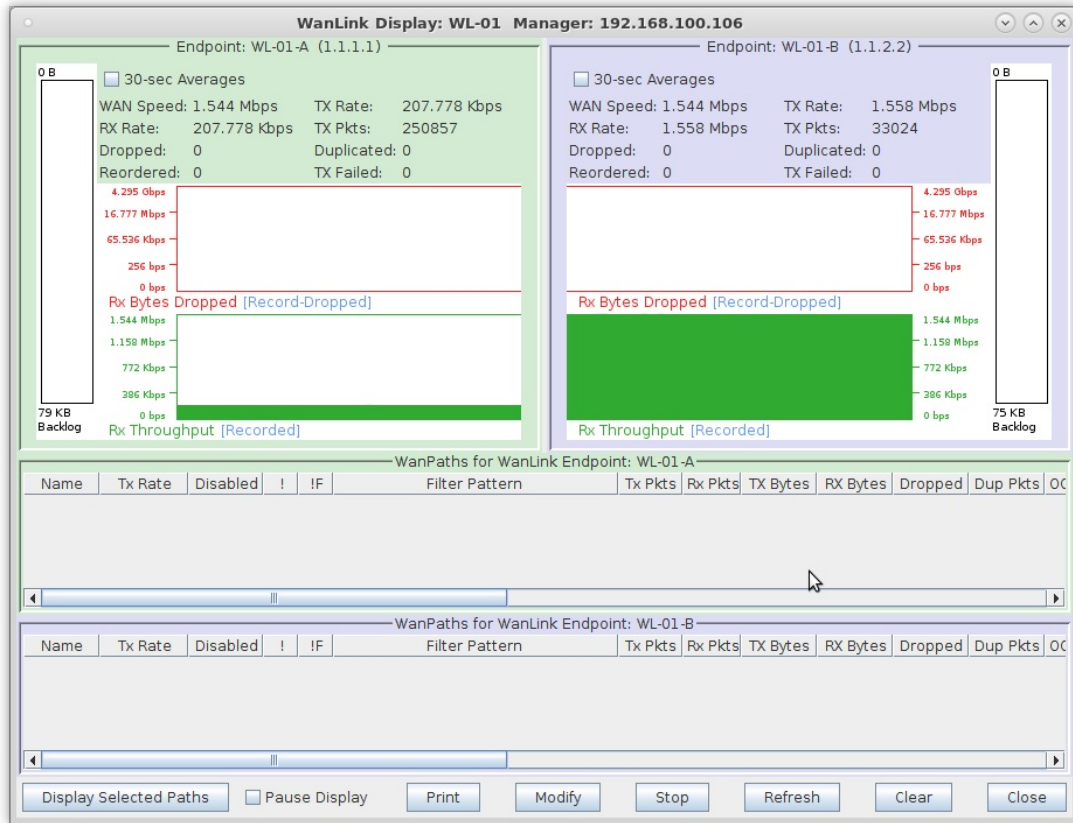 WanLink Display: WL-01 Manager: 192.168.100.106
Endpoint: WL-01-A (1.1.1.1)
0 B
30-sec Averages
WAN Speed: 1.544 Mbps TX Rate: 207.778 Kbps
RX Rate: 207.778 Kbps TX Pkts: 250857
Dropped: 0 Duplicated: 0
Reordered: 0 TX Failed: 0
4.295 Gbps
16.777 Mbps
65.536 Kbps
256 bps
0 bps
Rx Bytes Dropped [Record-Dropped]
1.544 Mbps
1.158 Mbps
772 Kbps
386 Kbps
0 bps
79 KB
Backlog
Rx Throughput [Recorded]
Endpoint: WL-01-B (1.1.2.2)
30-sec Averages
0 B
WAN Speed: 1.544 Mbps TX Rate: 1.558 Mbps
RX Rate: 1.558 Mbps TX Pkts: 33024
Dropped: 0 Duplicated: 0
Reordered: 0 TX Failed: 0
4.295 Gbps
16.777 Mbps
65.536 Kbps
256 bps
0 bps
Rx Bytes Dropped [Record-Dropped]
1.544 Mbps
1.158 Mbps
772 Kbps
386 Kbps
0 bps
75 KB
Backlog
Rx Throughput [Recorded]
WanPaths for WanLink Endpoint: WL-01-A
Name Tx Rate Disabled ! !F Filter Pattern Tx Pkts Rx Pkts TX Bytes RX Bytes Dropped Dup Pkts OO
WanPaths for WanLink Endpoint: WL-01-B
Name Tx Rate Disabled ! !F Filter Pattern Tx Pkts Rx Pkts TX Bytes RX Bytes Dropped Dup Pkts OO
Display Selected Paths Pause Display Print Modify Stop Refresh Clear Close